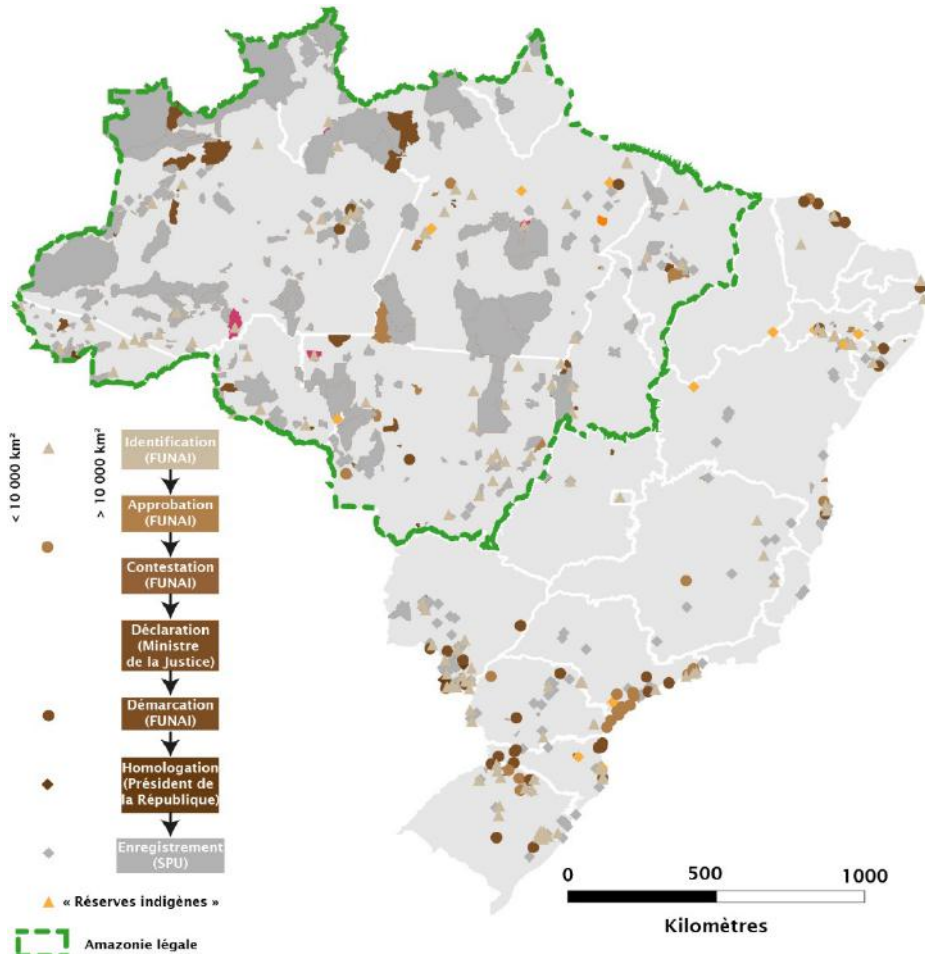 < 10 000 km²
> 10 000 km²
Identification
(FUNAI)
Approbation
(FUNAI)
Contestation
(FUNAI)
Déclaration
(Ministre
de la Justice)
Démarcation
(FUNAI)
Homologation
(Président de
la République)
Enregistrement
(SPU)
« Réserves indigènes »
Amazonie légale
0
500
1000
Kilomètres